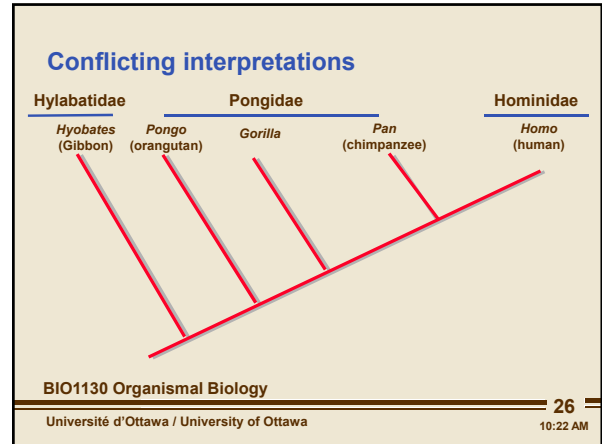 Conflicting interpretations
Hylabatidae Pongidae Hominidae
Hyobates Pongo Gorilla Pan Homo
(Gibbon) (orangutan) (chimpanzee) (human)
BIO1130 Organismal Biology
26
Université d'Ottawa / University of Ottawa
10:22 AM